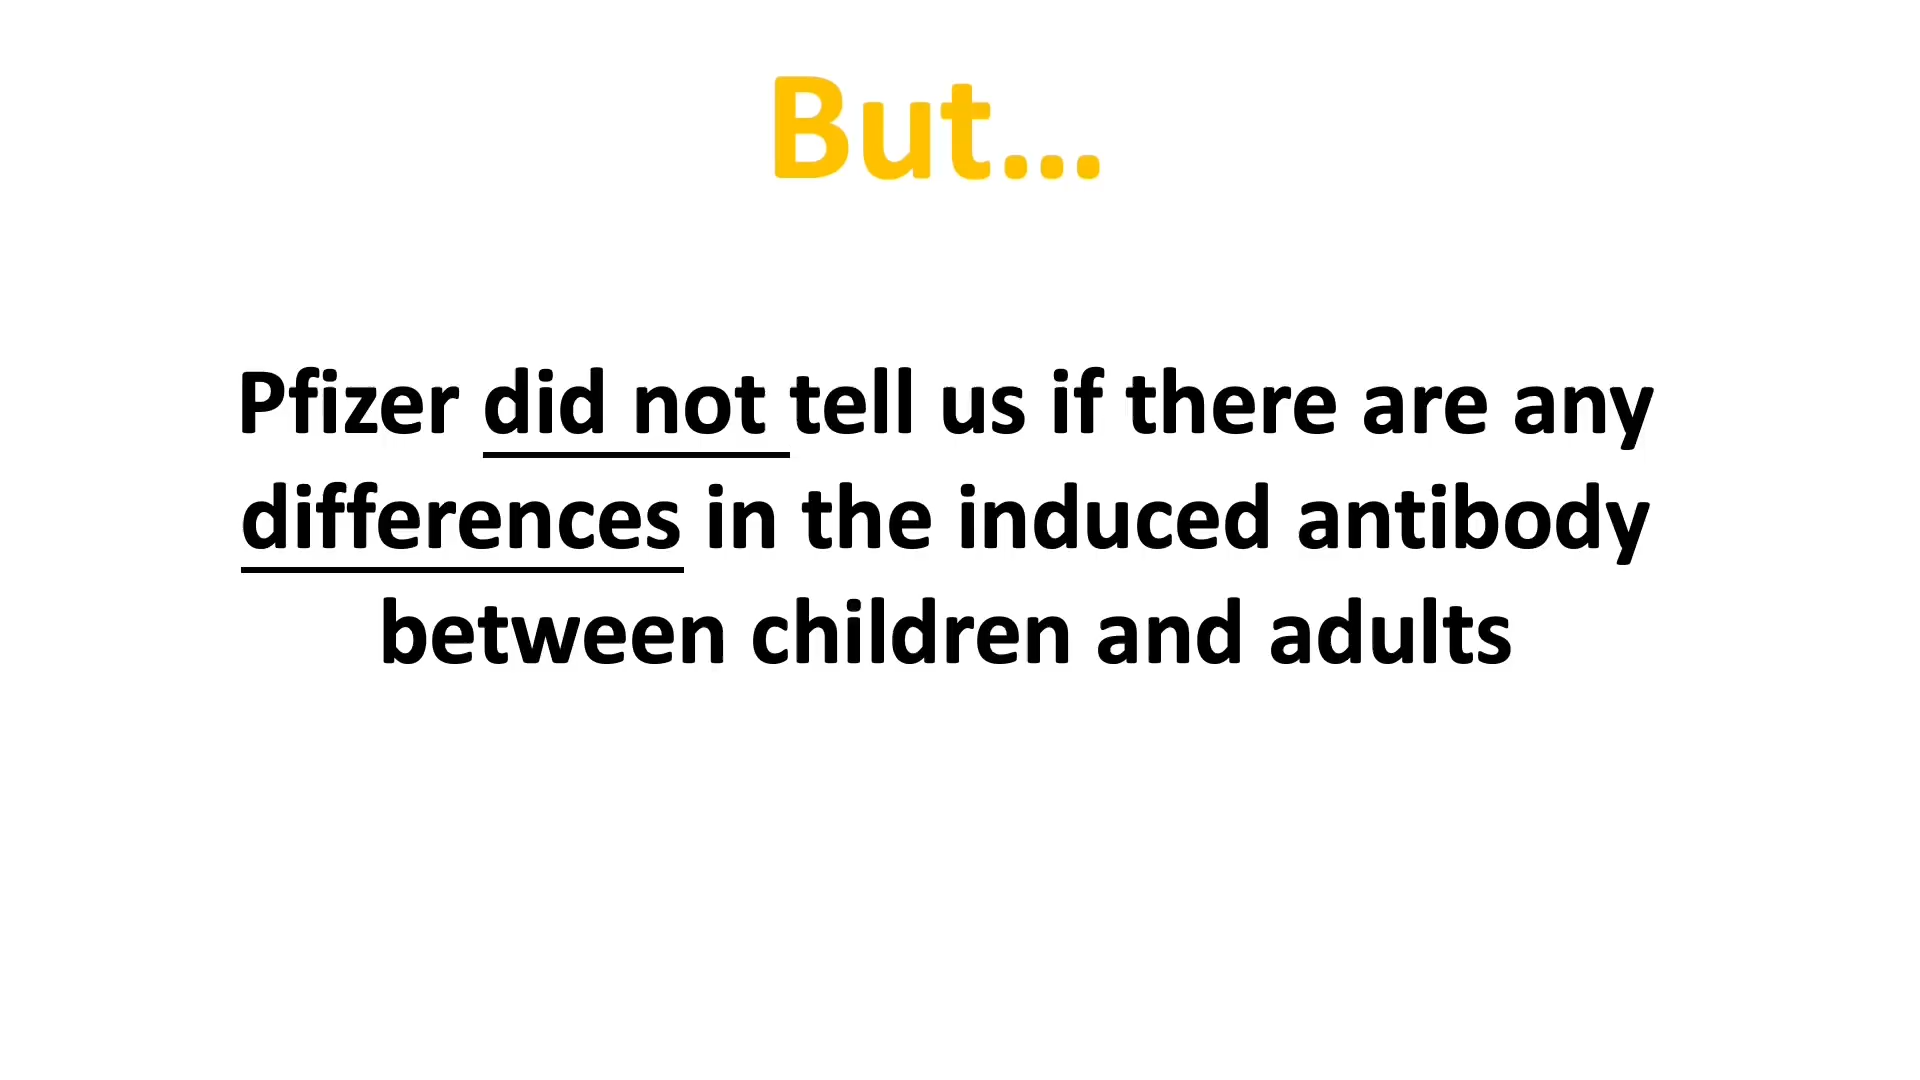 But...
Pfizer did not tell us if there are any
differences in the induced antibody
between children and adults